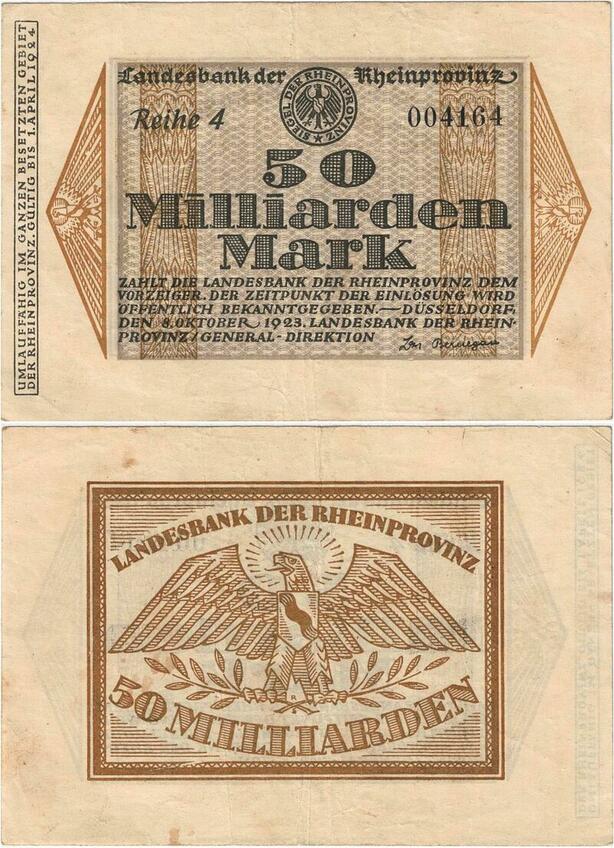 UMLAUFFÄHIG IM GANZEN BESETZTEN GEBIET
DER RHEINPROVINZ. GÜLTIG BIS 1. APRIL 1924
Landesbank der Rheinprovinz
SIEGEL DER RHEINPROVINZ
Reihe 4
004164
50
Milliarden
Mark
ZAHLT DIE LANDESBANK DER RHEINPROVINZ DEM
VORZEIGER. DER ZEITPUNKT DER EINLÖSUNG WIRD
ÖFFENTLICH BEKANNTGEGEBEN. — DÜSSELDORF,
DEN 8. OKTOBER 1923. LANDESBANK DER RHEIN-
PROVINZ / GENERAL-DIREKTION
LANDESBANK DER RHEINPROVINZ
R
50 MILLIARDEN